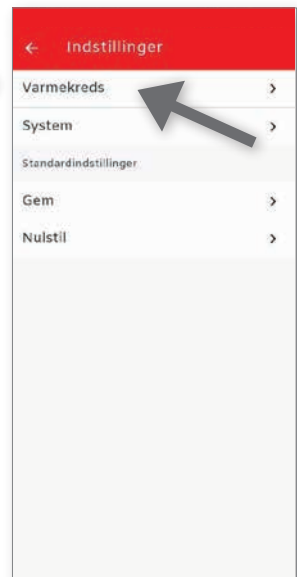 Indstillinger
Varmekreds
System
Standardindstillinger
Gem
Nulstil